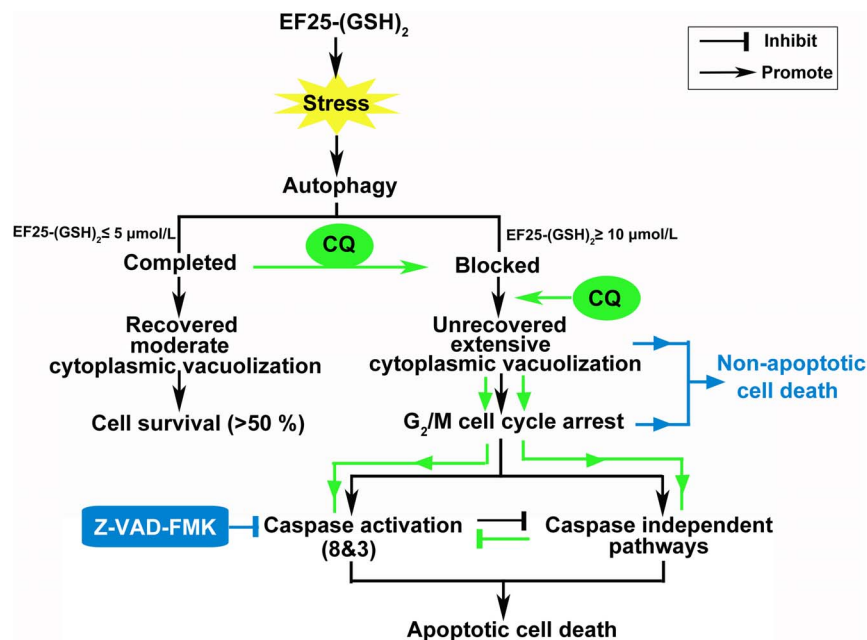 EF25-(GSH)₂
Inhibit
Promote
Stress
Autophagy
EF25-(GSH)₂≤ 5 µmol/L
EF25-(GSH)₂≥ 10 µmol/L
CQ
Completed
Blocked
CQ
Recovered
moderate
cytoplasmic vacuolization
Unrecovered
extensive
cytoplasmic vacuolization
Non-apoptotic
cell death
Cell survival (>50 %)
G₂/M cell cycle arrest
Z-VAD-FMK
Caspase activation
(8&3)
Caspase independent
pathways
Apoptotic cell death